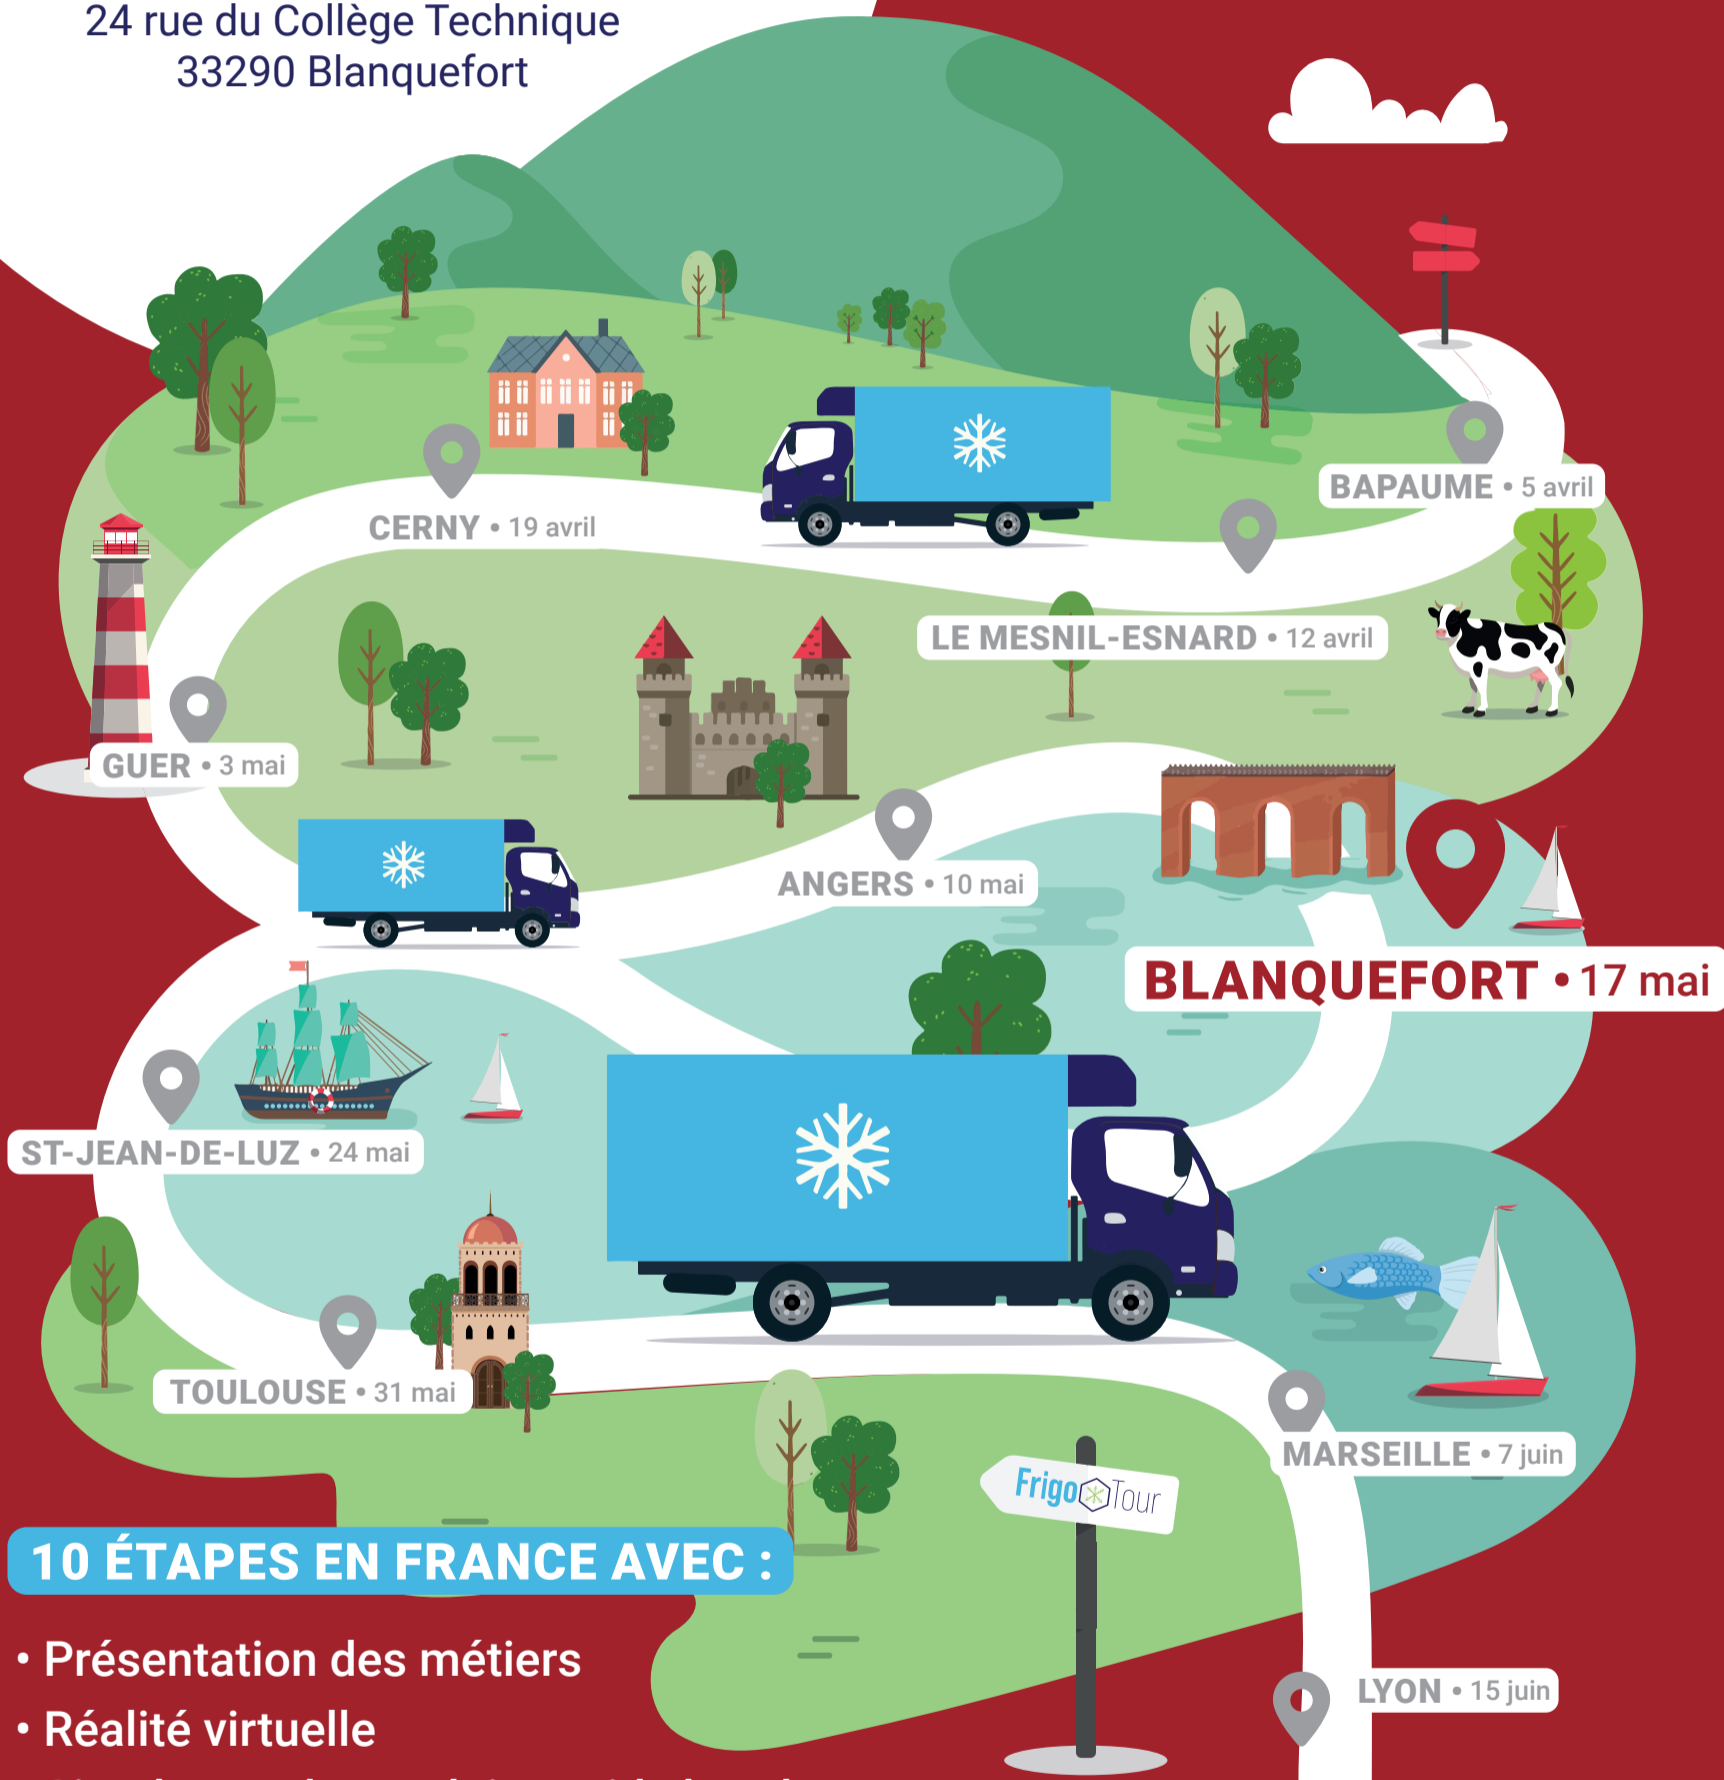 24 rue du Collège Technique
33290 Blanquefort
BAPAUME • 5 avril
CERNY • 19 avril
LE MESNIL-ESNARD • 12 avril
GUER • 3 mai
ANGERS • 10 mai
BLANQUEFORT • 17 mai
ST-JEAN-DE-LUZ • 24 mai
TOULOUSE • 31 mai
MARSEILLE • 7 juin
Frigo Tour
10 ÉTAPES EN FRANCE AVEC :
• Présentation des métiers
• Réalité virtuelle
LYON • 15 juin